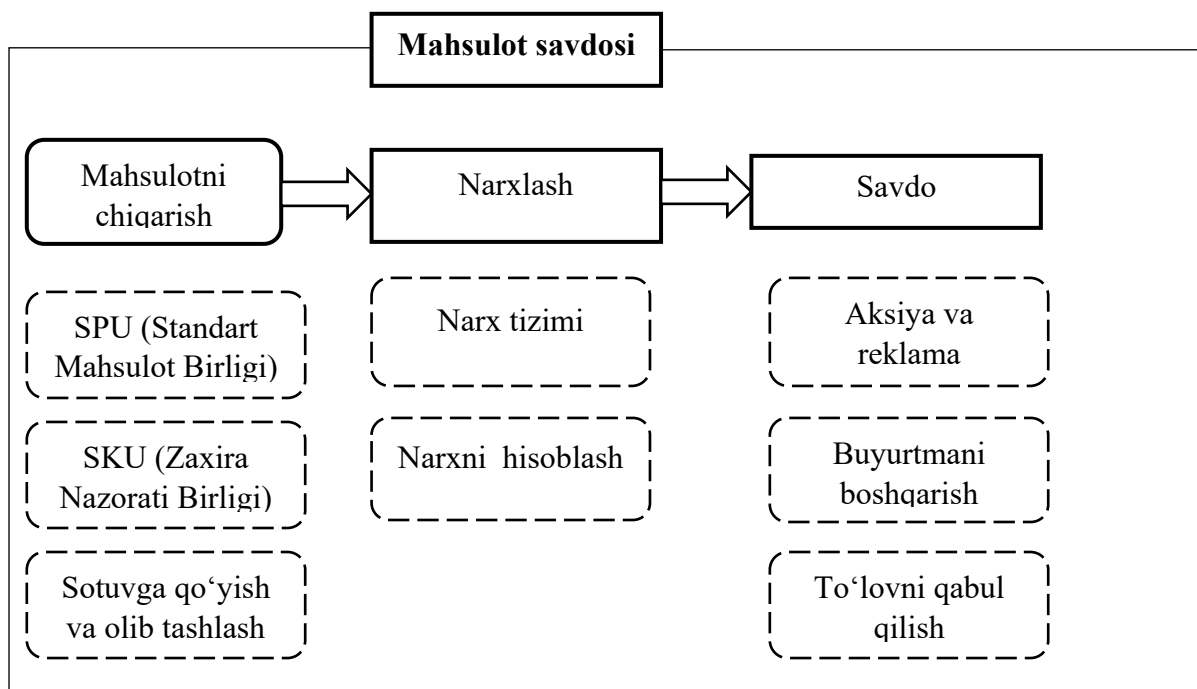 Mahsulot savdosi
Mahsulotni
chiqarish
Narxlash
Savdo
SPU (Standart
Mahsulot Birligi)
Narx tizimi
Aksiya va
reklama
SKU (Zaxira
Nazorati Birligi)
Narxni hisoblash
Buyurtmani
boshqarish
Sotuvga qo‘yish
va olib tashlash
To‘lovni qabul
qilish